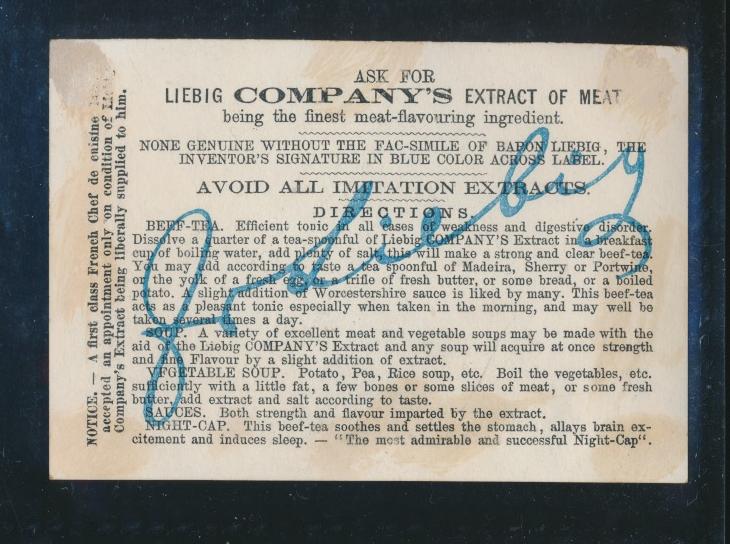 ASK FOR
LIEBIG COMPANY'S EXTRACT OF MEAT
being the finest meat-flavouring ingredient.
NONE GENUINE WITHOUT THE FAC-SIMILE OF BARON LIEBIG, THE
INVENTOR'S SIGNATURE IN BLUE COLOR ACROSS LABEL.
AVOID ALL IMITATION EXTRACTS.
DIRECTIONS.
BEEF-TEA. Efficient tonic in all cases of weakness and digestive disorder.
Dissolve a quarter of a tea-spoonful of Liebig COMPANY'S Extract in a breakfast
cup of boiling water, add plenty of salt this will make a strong and clear beef-tea.
You may add according to taste a tea spoonful of Madeira, Sherry or Portwine,
or the yolk of a fresh egg, or a trifle of fresh butter, or some bread, or a boiled
potato. A slight addition of Worcestershire sauce is liked by many. This beef-tea
acts as a pleasant tonic especially when taken in the morning, and may well be
taken several times a day.
SOUP. A variety of excellent meat and vegetable soups may be made with the
aid of the Liebig COMPANY'S Extract and any soup will acquire at once strength
and fine Flavour by a slight addition of extract.
VEGETABLE SOUP. Potato, Pea, Rice soup, etc. Boil the vegetables, etc.
sufficiently with a little fat, a few bones or some slices of meat, or some fresh
butter, add extract and salt according to taste.
SAUCES. Both strength and flavour imparted by the extract.
NIGHT-CAP. This beef-tea soothes and settles the stomach, allays brain ex-
citement and induces sleep. — "The most admirable and successful Night-Cap".
NOTICE. — A first class French Chef de cuisine
accepted an appointment only on condition of
Company's Extract being liberally supplied to him.
J v Liebig